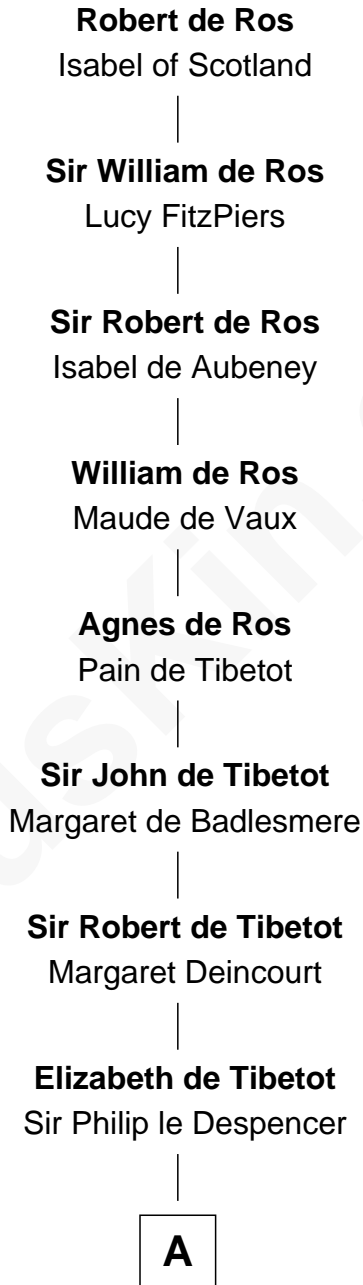 Robert de Ros
Isabel of Scotland
Sir William de Ros
Lucy FitzPiers
Sir Robert de Ros
Isabel de Aubeney
William de Ros
Maude de Vaux
Agnes de Ros
Pain de Tibetot
Sir John de Tibetot
Margaret de Badlesmere
Sir Robert de Tibetot
Margaret Deincourt
Elizabeth de Tibetot
Sir Philip le Despencer
A